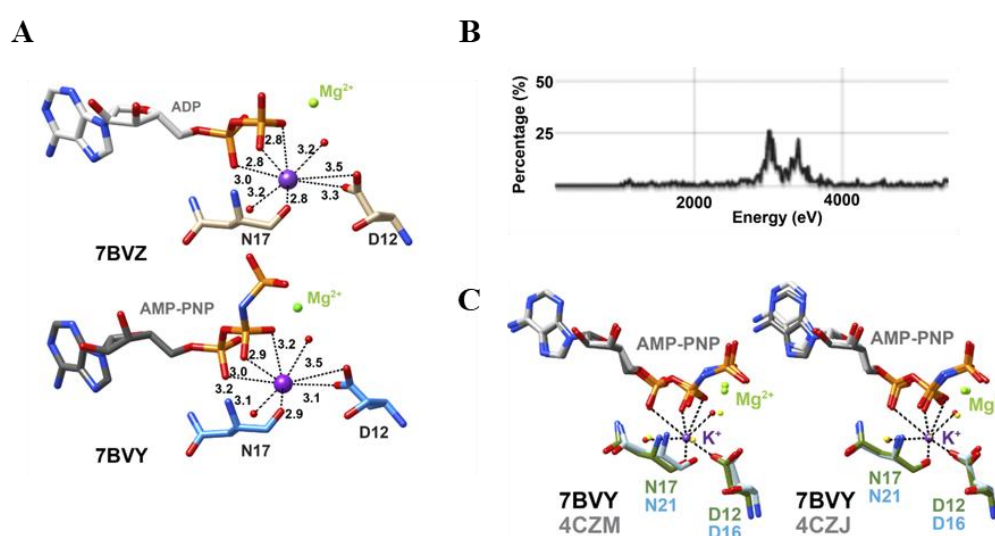 A
ADP
Mg²⁺
2.8
2.8
3.2
3.5
3.0
3.2
2.8
3.3
N17
D12
7BVZ
AMP-PNP
Mg²⁺
3.2
2.9
3.5
3.0
3.2
3.1
3.1
2.9
N17
D12
7BVY
B
Percentage (%)
50
25
2000
4000
Energy (eV)
C
AMP-PNP
Mg²⁺
K⁺
N17
N21
D12
D16
7BVY
4CZM
AMP-PNP
Mg
K⁺
N17
N21
D12
D16
7BVY
4CZJ